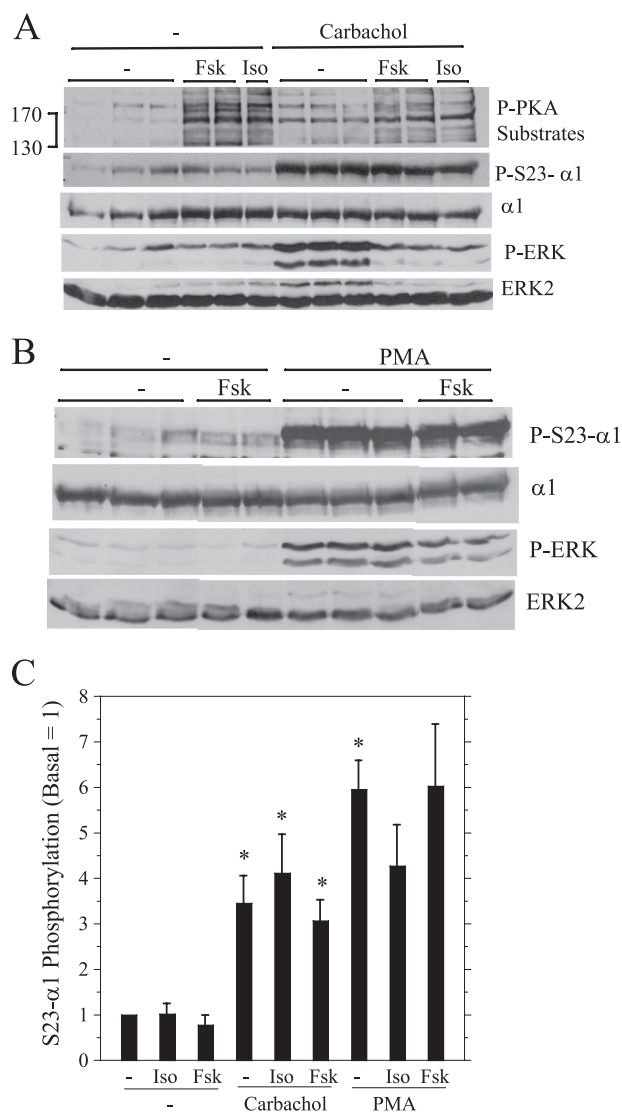 A
-
Carbachol
-
Fsk
Iso
-
Fsk
Iso
170
130
P-PKA
Substrates
P-S23- α1
α1
P-ERK
ERK2
B
-
PMA
-
Fsk
-
Fsk
P-S23-α1
α1
P-ERK
ERK2
C
S23-α1 Phosphorylation (Basal = 1)
8
7
6
5
4
3
2
1
0
*
*
*
*
-
Iso
Fsk
-
Iso
Fsk
-
Iso
Fsk
-
Carbachol
PMA